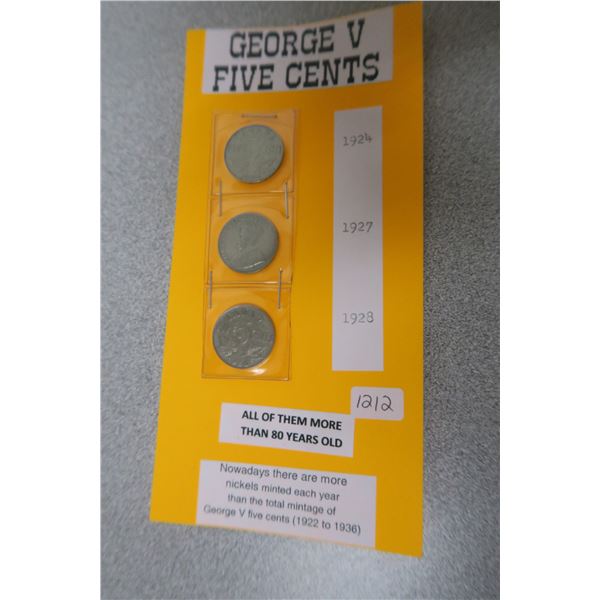 GEORGE V
FIVE CENTS
1924
1927
1928
1212
ALL OF THEM MORE
THAN 80 YEARS OLD
Nowadays there are more
nickels minted each year
than the total mintage of
George V five cents (1922 to 1936)